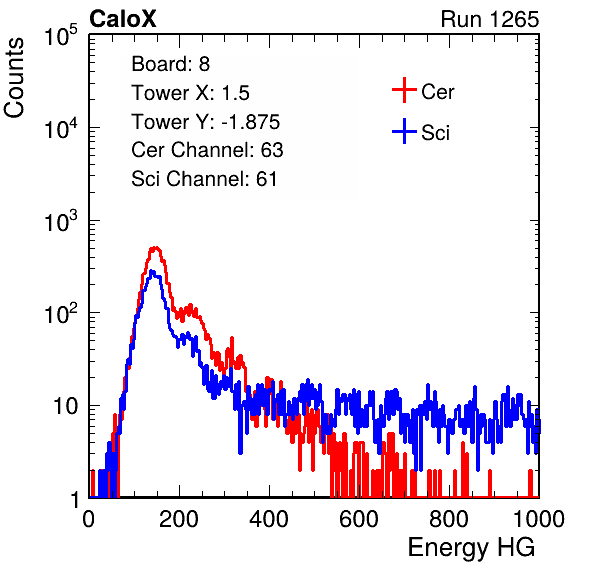 CaloX Run 1265
Counts
10^5
10^4
10^3
10^2
10
1
Board: 8
Tower X: 1.5
Tower Y: -1.875
Cer Channel: 63
Sci Channel: 61
Cer
Sci
0 200 400 600 800 1000
Energy HG